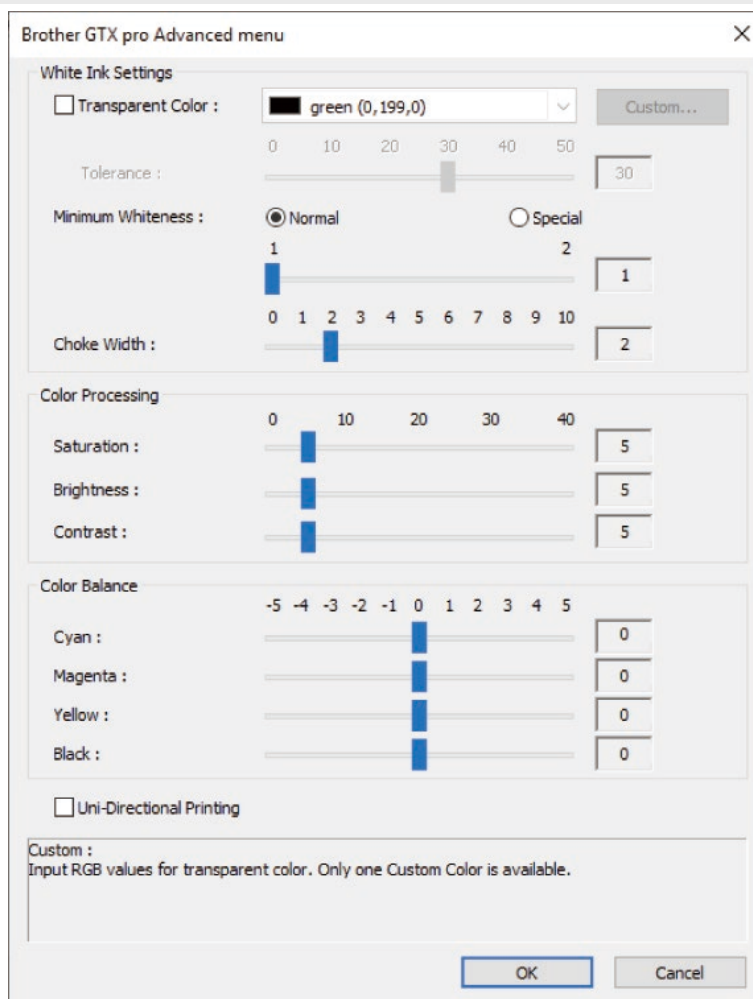 Brother GTX pro Advanced menu
White Ink Settings
Transparent Color : green (0,199,0) Custom...
0 10 20 30 40 50
Tolerance : 30
Minimum Whiteness : Normal Special
1 2
1
0 1 2 3 4 5 6 7 8 9 10
Choke Width : 2
Color Processing
0 10 20 30 40
Saturation : 5
Brightness : 5
Contrast : 5
Color Balance
-5 -4 -3 -2 -1 0 1 2 3 4 5
Cyan : 0
Magenta : 0
Yellow : 0
Black : 0
Uni-Directional Printing
Custom :
Input RGB values for transparent color. Only one Custom Color is available.
OK Cancel